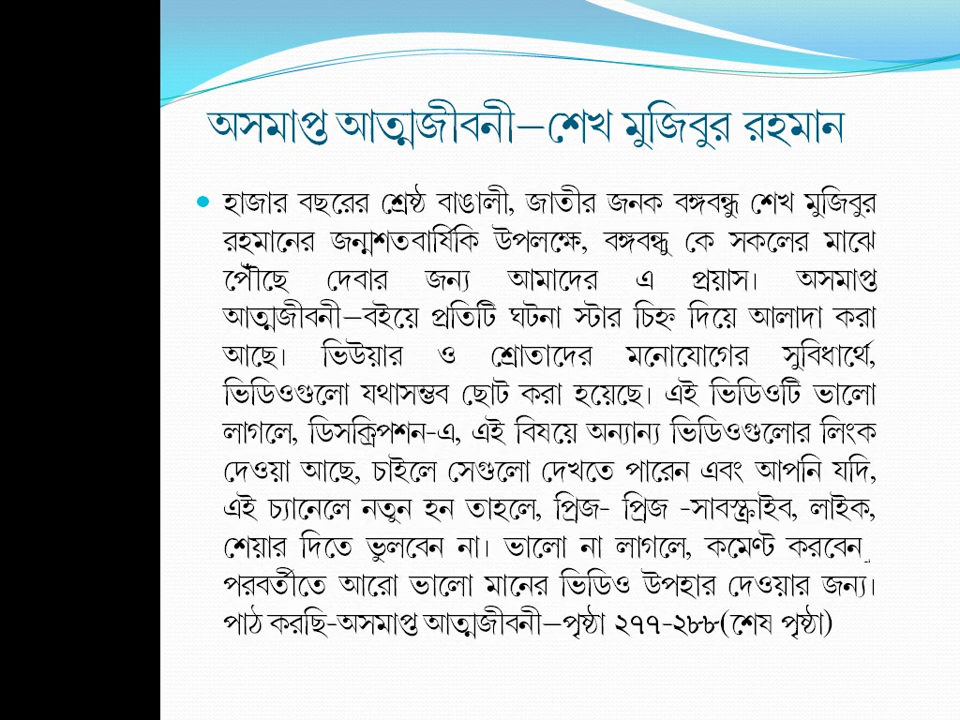 অসমাপ্ত আত্মজীবনী–শেখ মুজিবুর রহমান
হাজার বছরের শ্রেষ্ঠ বাঙালী, জাতীর জনক বঙ্গবন্ধু শেখ মুজিবুর
রহমানের জন্মশতবার্ষিকি উপলক্ষে, বঙ্গবন্ধু কে সকলের মাঝে
পৌঁছে দেবার জন্য আমাদের এ প্রয়াস। অসমাপ্ত
আত্মজীবনী–বইয়ে প্রতিটি ঘটনা স্টার চিহ্ন দিয়ে আলাদা করা
আছে। ভিউয়ার ও শ্রোতাদের মনোযোগের সুবিধার্থে,
ভিডিওগুলো যথাসম্ভব ছোট করা হয়েছে। এই ভিডিওটি ভালো
লাগলে, ডিসক্রিপশন-এ, এই বিষয়ে অন্যান্য ভিডিওগুলোর লিংক
দেওয়া আছে, চাইলে সেগুলো দেখতে পারেন এবং আপনি যদি,
এই চ্যানেলে নতুন হন তাহলে, প্লিজ- প্লিজ -সাবস্ক্রাইব, লাইক,
শেয়ার দিতে ভুলবেন না। ভালো না লাগলে, কমেণ্ট করবেন
পরবর্তীতে আরো ভালো মানের ভিডিও উপহার দেওয়ার জন্য।
পাঠ করছি-অসমাপ্ত আত্মজীবনী–পৃষ্ঠা ২৭৭-২৮৮(শেষ পৃষ্ঠা)